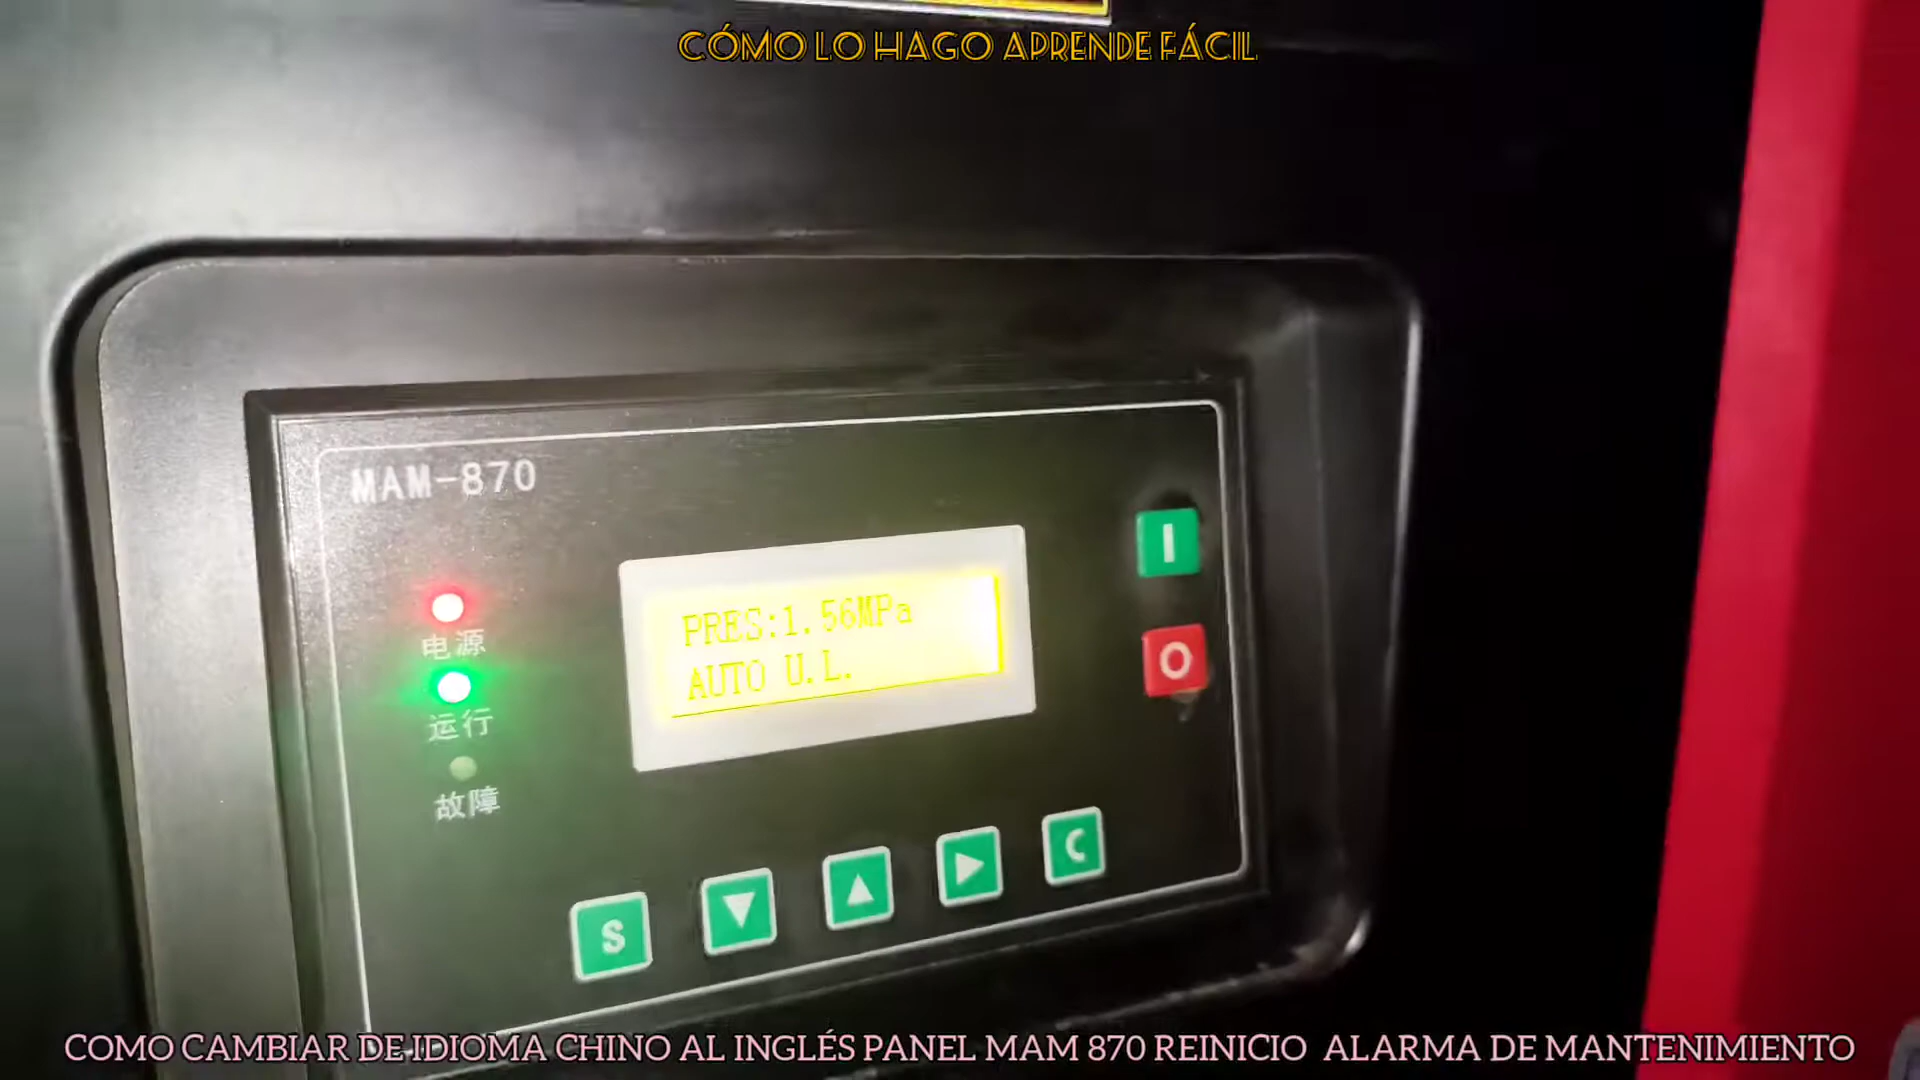 CÓMO LO HAGO APRENDE FÁCIL
MAM-870
I
电源
PRES:1.56MPa
AUTO U.L.
O
运行
故障
S
C
COMO CAMBIAR DE IDIOMA CHINO AL INGLÉS PANEL MAM 870 REINICIO ALARMA DE MANTENIMIENTO